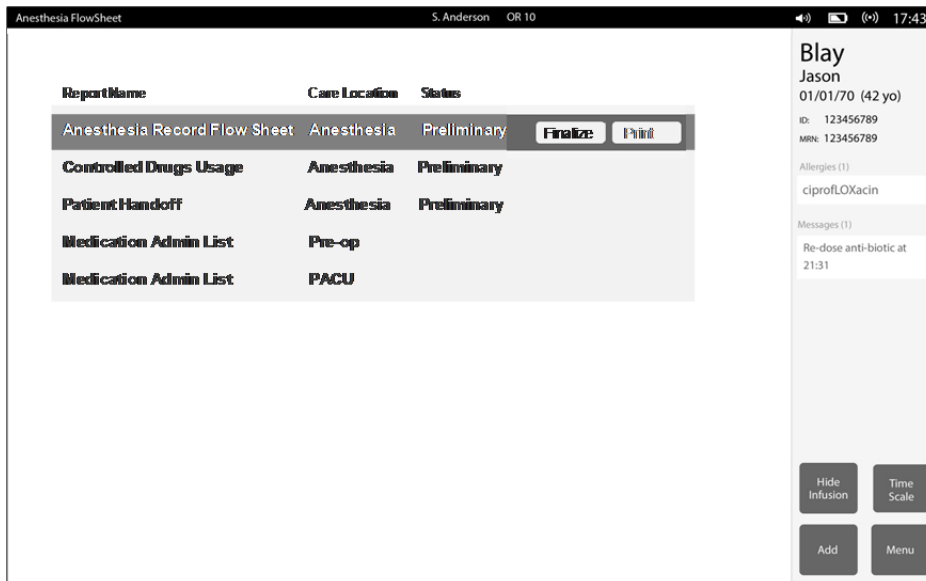 Anesthesia FlowSheet S. Anderson OR 10 17:43
Report Name Care Location Status
Anesthesia Record Flow Sheet Anesthesia Preliminary Finalize Print
Controlled Drugs Usage Anesthesia Preliminary
Patient Handoff Anesthesia Preliminary
Medication Admin List Pre-op
Medication Admin List PACU
Blay
Jason
01/01/70 (42 yo)
ID: 123456789
MRN: 123456789
Allergies (1)
ciprofLOXacin
Messages (1)
Re-dose anti-biotic at
21:31
Hide
Infusion
Time
Scale
Add
Menu